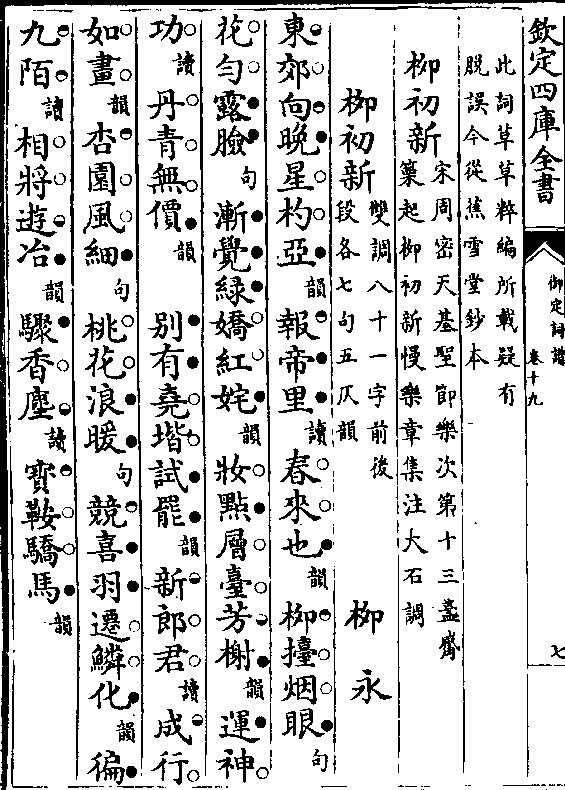 欽定四庫全書
御定詞譜 卷十九
七
此詞草草粹編所載疑有
脱誤今從蕉雪堂鈔本
柳初新 宋周密天基聖節樂次第十三盞觱
篥起柳初新慢樂章集注大石調
柳初新 雙調八十一字前後
段各七句五仄韻 柳永
東郊向晚星杓亞韻報帝里讀春來也韻柳擡烟眼句
花匀露臉句漸覺緑嬌紅姹韻妝點層臺芳榭韻運神
功讀丹青無價韻 别有堯堦試罷韻新郎君讀成行
如畫韻杏園風細句桃花浪暖句競喜羽遷鱗化韻徧
九陌讀相將遊冶韻驟香塵讀寳鞍驕馬韻